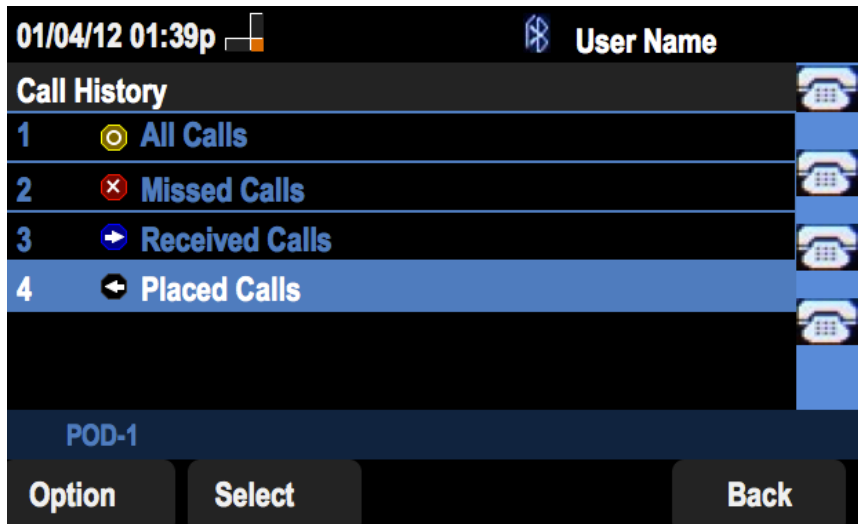 01/04/12 01:39p User Name
Call History
1 All Calls
2 Missed Calls
3 Received Calls
4 Placed Calls
POD-1
Option Select Back